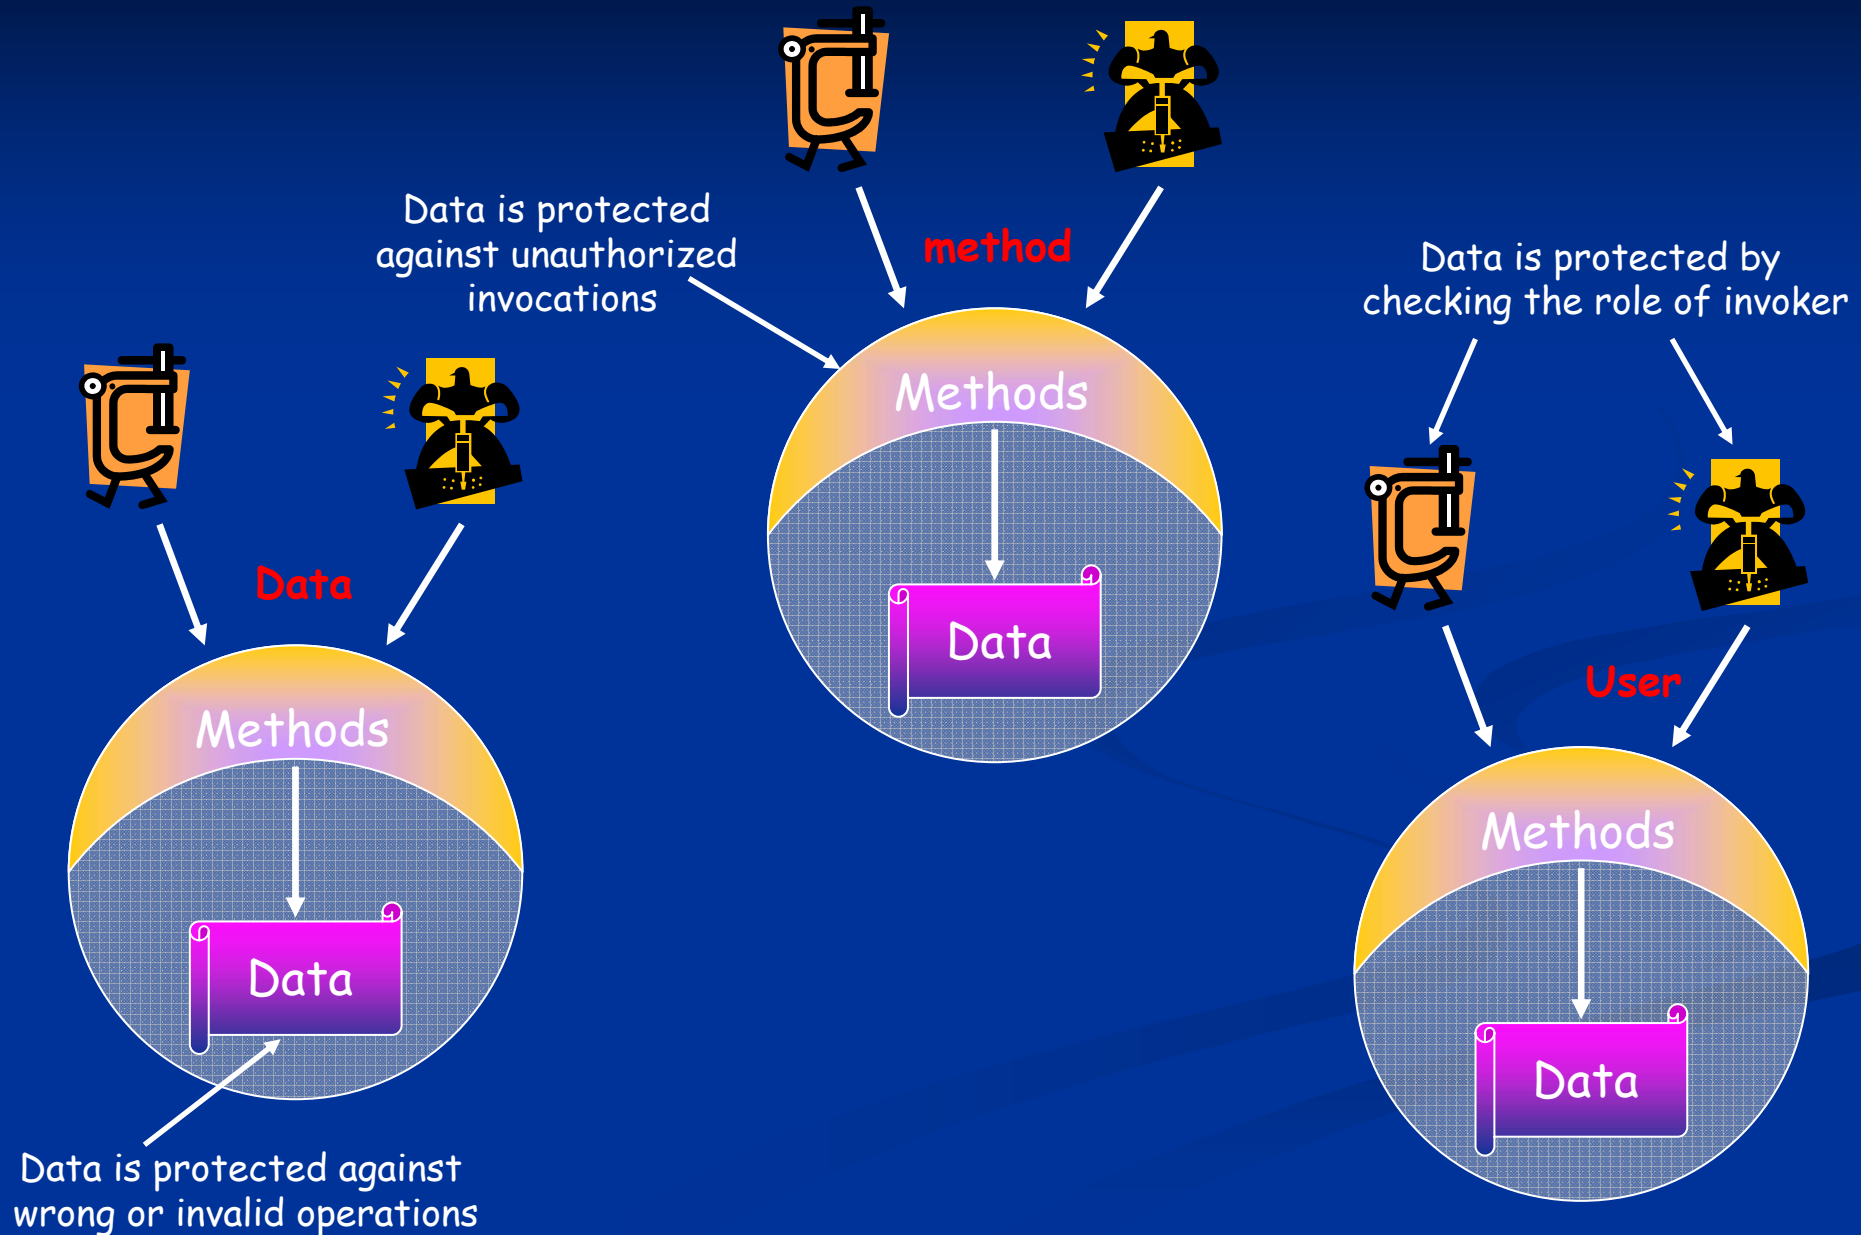 Data is protected
against unauthorized
invocations
method
Methods
Data
Data is protected by
checking the role of invoker
Data
Methods
Data
Data is protected against
wrong or invalid operations
User
Methods
Data